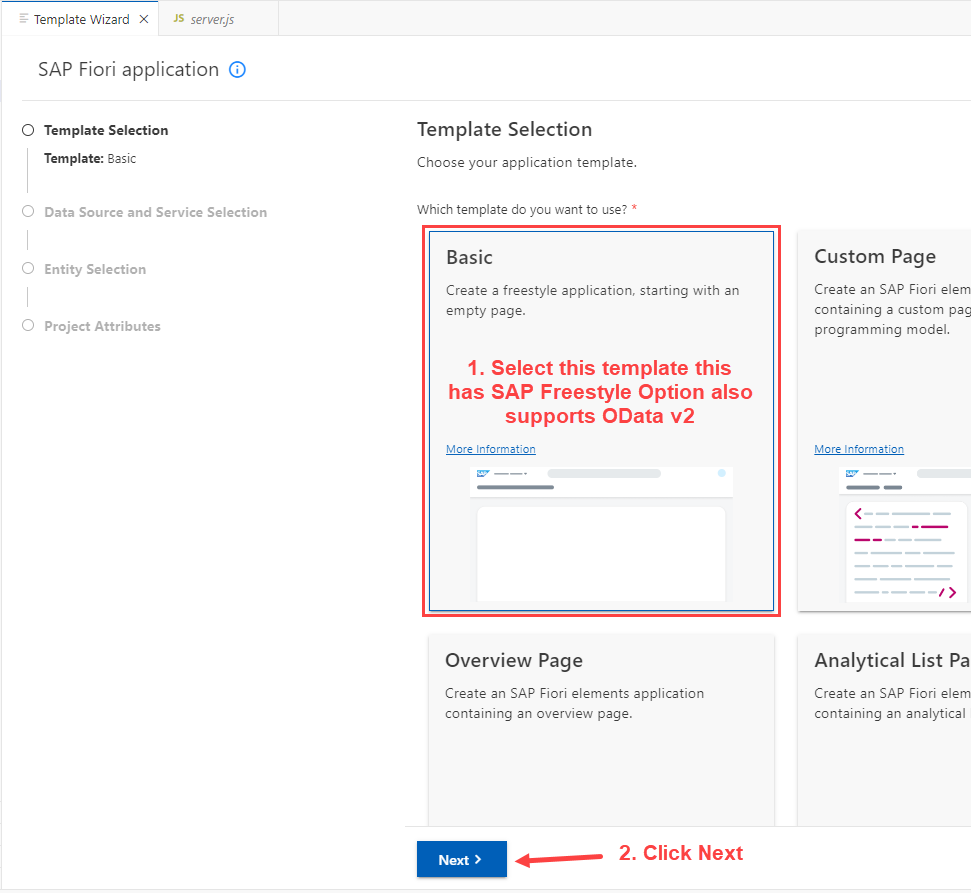 Template Wizard
JS server.js
SAP Fiori application
Template Selection
Template: Basic
Data Source and Service Selection
Entity Selection
Project Attributes
Template Selection
Choose your application template.
Which template do you want to use? *
Basic
Create a freestyle application, starting with an
empty page.
1. Select this template this
has SAP Freestyle Option also
supports OData v2
More Information
SAP
Custom Page
Create an SAP Fiori elem
containing a custom pag
programming model.
More Information
SAP
Overview Page
Create an SAP Fiori elements application
containing an overview page.
Analytical List Pa
Create an SAP Fiori elem
containing an analytical
Next
2. Click Next